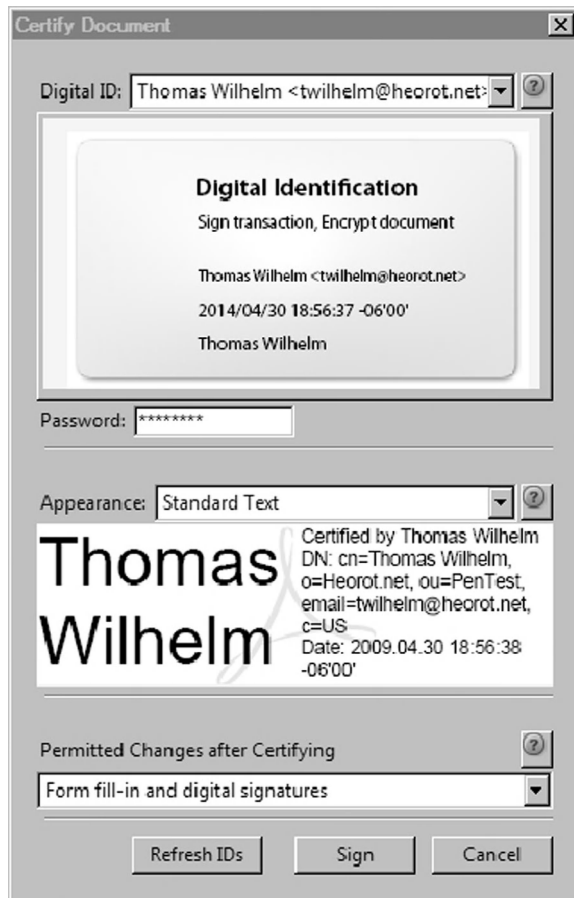 Certify Document
Digital ID: Thomas Wilhelm <twilhelm@heorot.net>
Digital Identification
Sign transaction, Encrypt document
Thomas Wilhelm <twilhelm@heorot.net>
2014/04/30 18:56:37 -06'00'
Thomas Wilhelm
Password: ********
Appearance: Standard Text
Thomas
Wilhelm
Certified by Thomas Wilhelm
DN: cn=Thomas Wilhelm,
o=Heorot.net, ou=PenTest,
email=twilhelm@heorot.net,
c=US
Date: 2009.04.30 18:56:38
-06'00'
Permitted Changes after Certifying
Form fill-in and digital signatures
Refresh IDs Sign Cancel